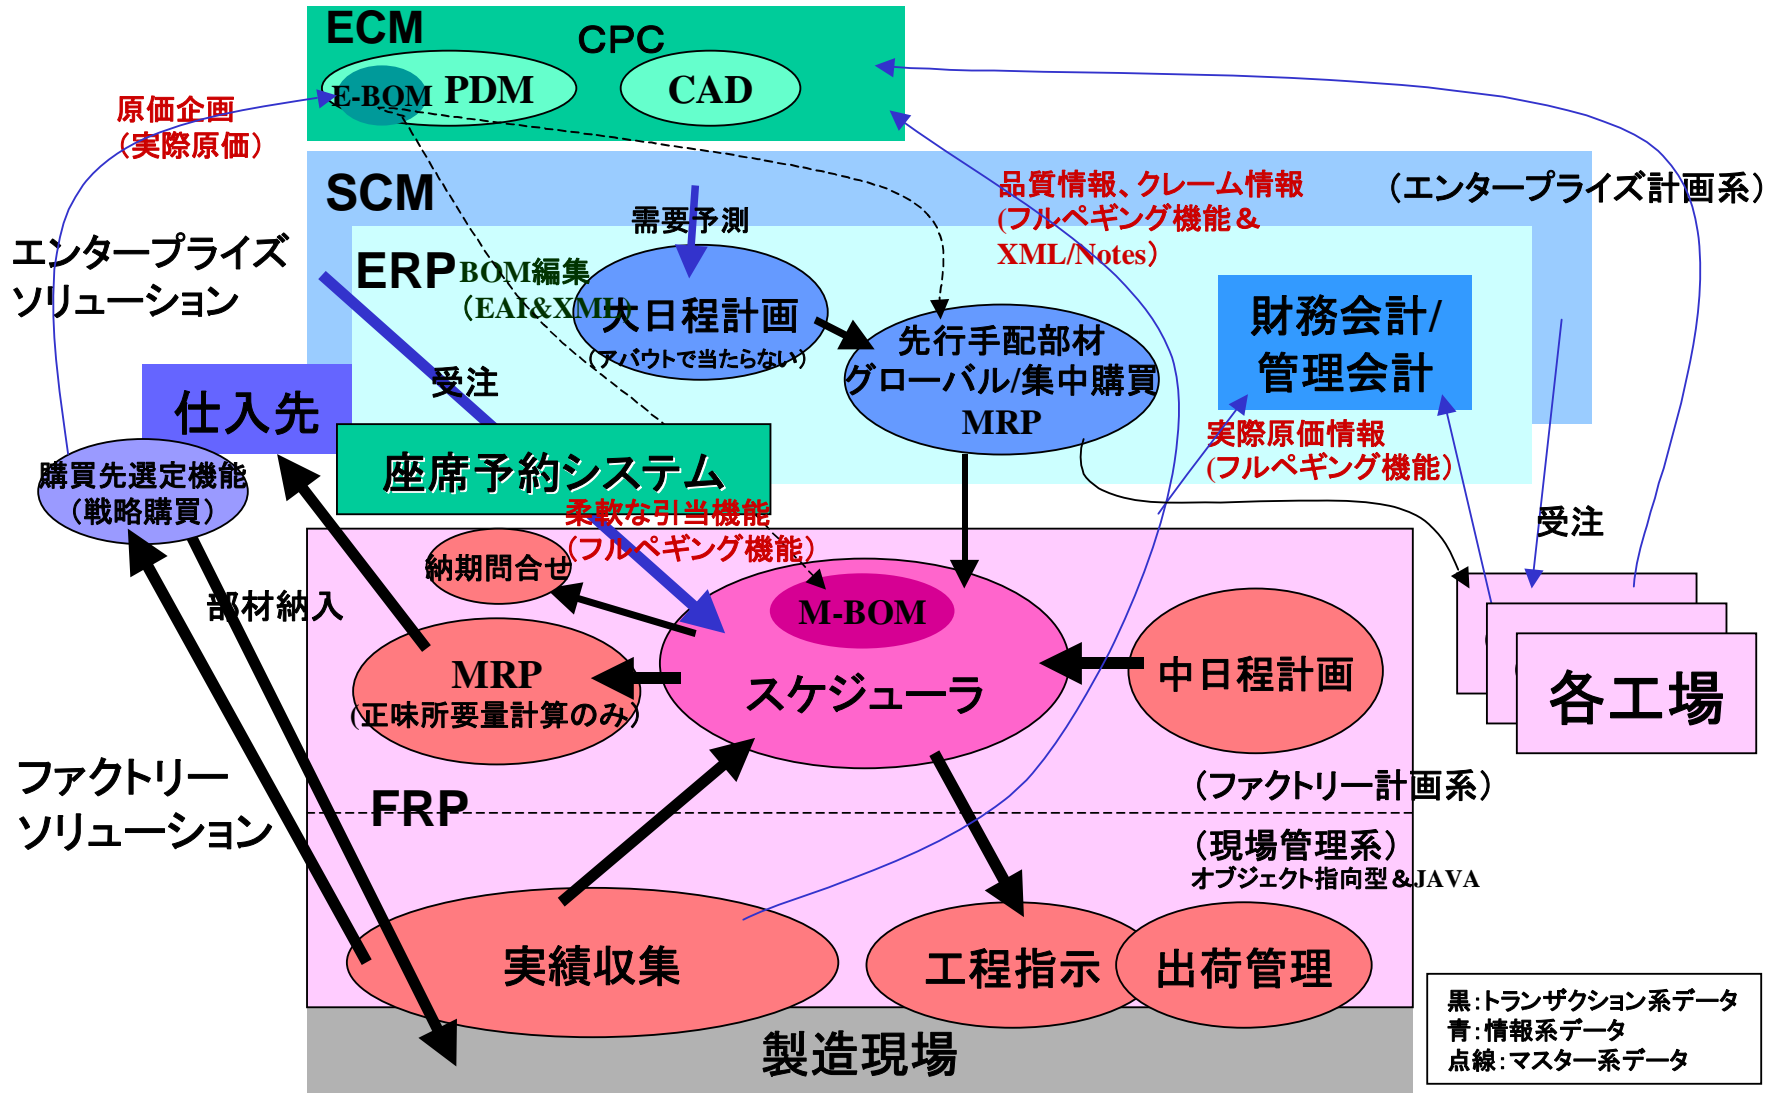 ECM
CPC
E-BOM
PDM
CAD
原価企画
（実際原価）
SCM
需要予測
品質情報、クレーム情報
(フルペギング機能＆
XML/Notes）
（エンタープライズ計画系）
エンタープライズ
ソリューション
ERP
BOM編集
（EAI&XML)
大日程計画
（アバウトで当たらない）
先行手配部材
グローバル/集中購買
MRP
財務会計/
管理会計
受注
仕入先
実際原価情報
(フルペギング機能）
座席予約システム
購買先選定機能
（戦略購買）
柔軟な引当機能
（フルペギング機能）
受注
納期問合せ
部材納入
M-BOM
スケジューラ
MRP
(正味所要量計算のみ）
中日程計画
各工場
ファクトリー
ソリューション
FRP
（ファクトリー計画系）
（現場管理系）
オブジェクト指向型＆JAVA
実績収集
工程指示
出荷管理
製造現場
黒：トランザクション系データ
青：情報系データ
点線：マスター系データ